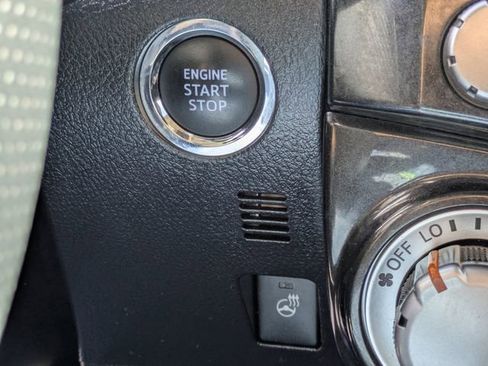 ENGINE
START
STOP
OFF LO